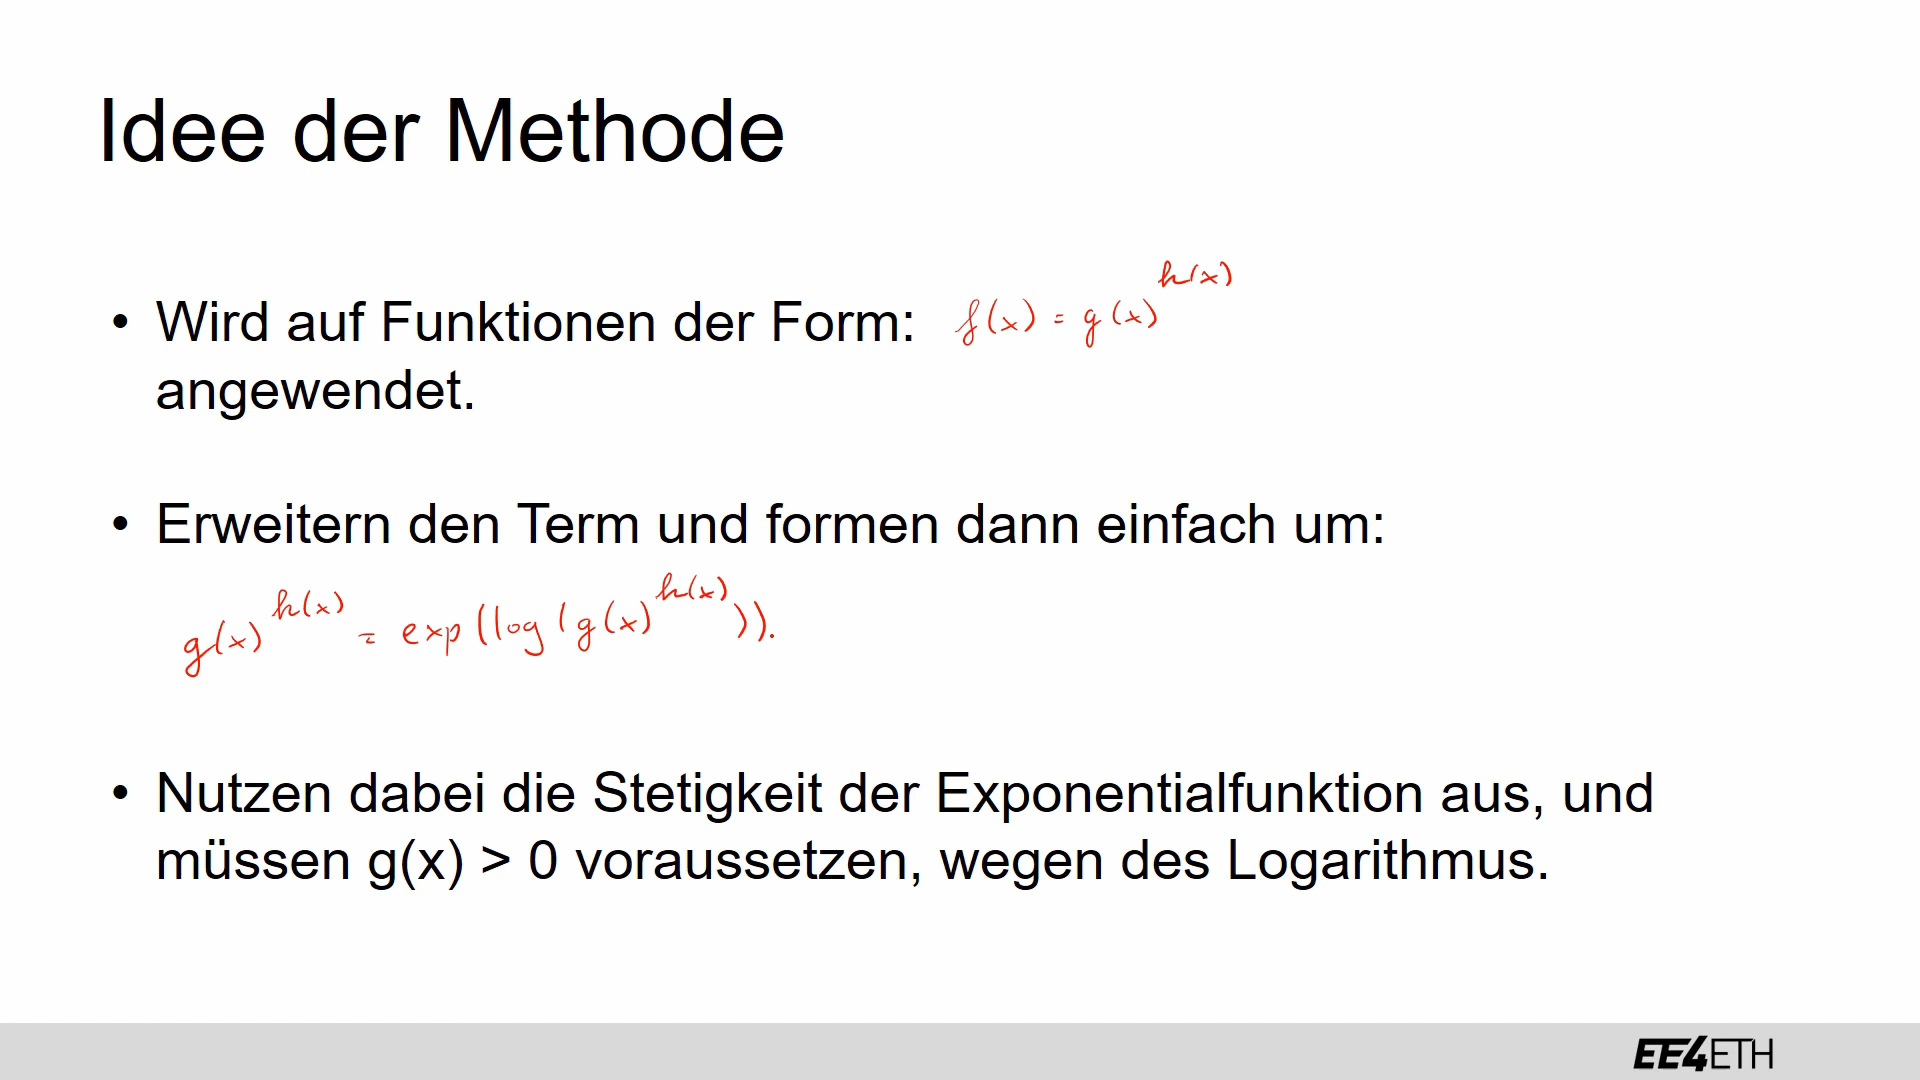 Idee der Methode
• Wird auf Funktionen der Form: f(x) = g(x)^h(x)
angewendet.
• Erweitern den Term und formen dann einfach um:
g(x)^h(x) = exp(log(g(x)^h(x))).
• Nutzen dabei die Stetigkeit der Exponentialfunktion aus, und
müssen g(x) > 0 voraussetzen, wegen des Logarithmus.
EE4ETH